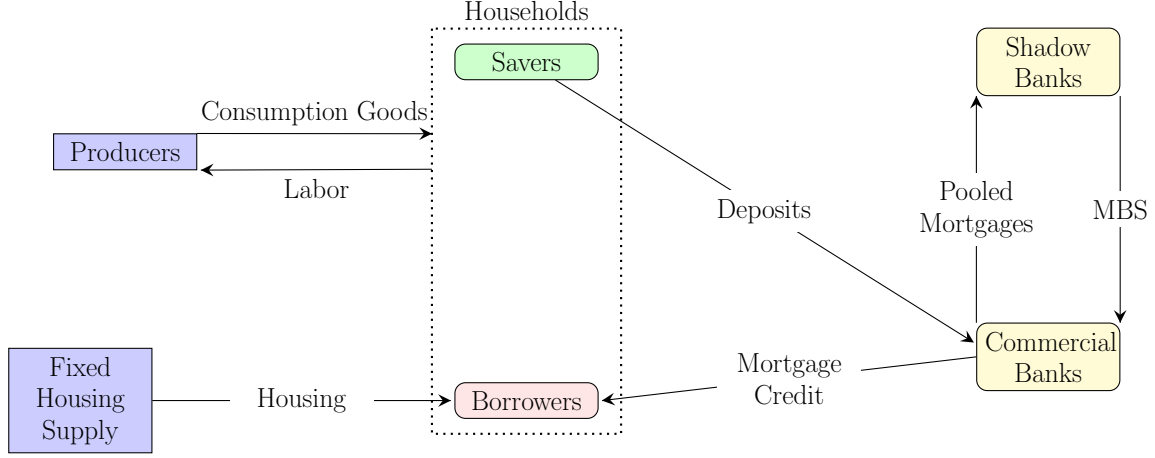 Households
Savers
Shadow
Banks
Consumption Goods
Producers
Labor
Deposits
Pooled
Mortgages
MBS
Fixed
Housing
Supply
Housing
Borrowers
Mortgage
Credit
Commercial
Banks